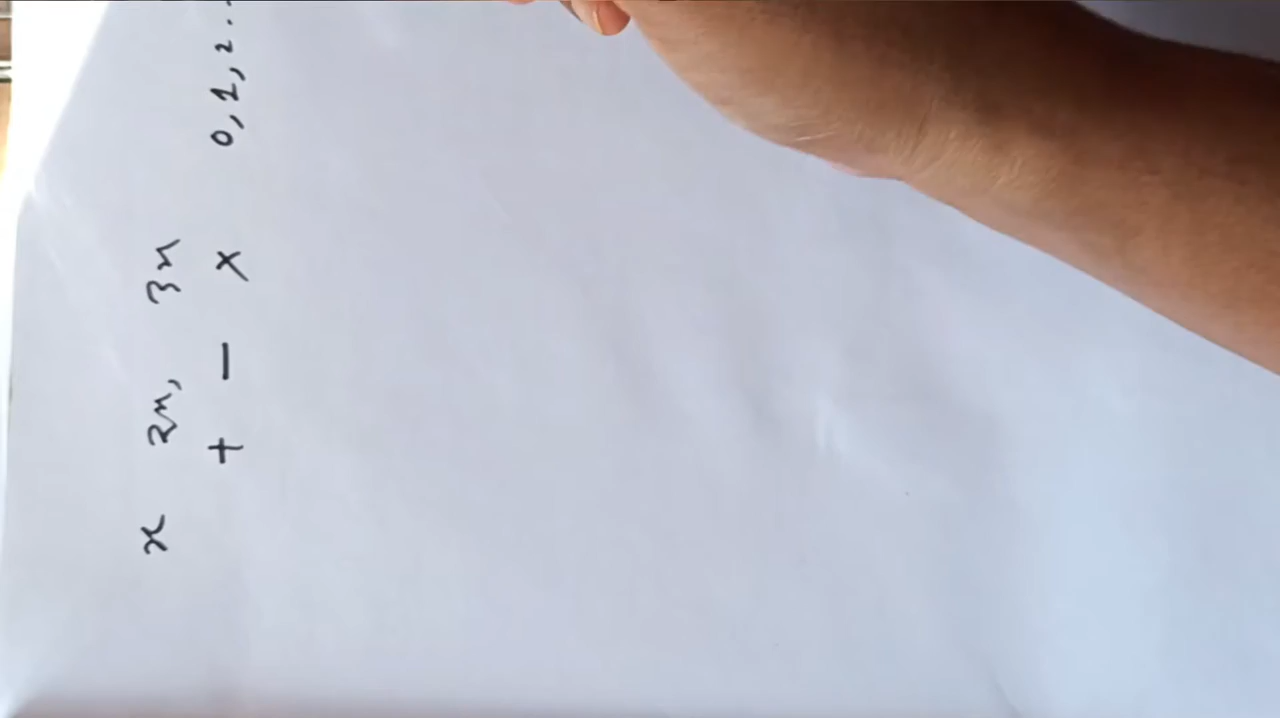 x 2x, 3x
+ − × 0, 1, 2..